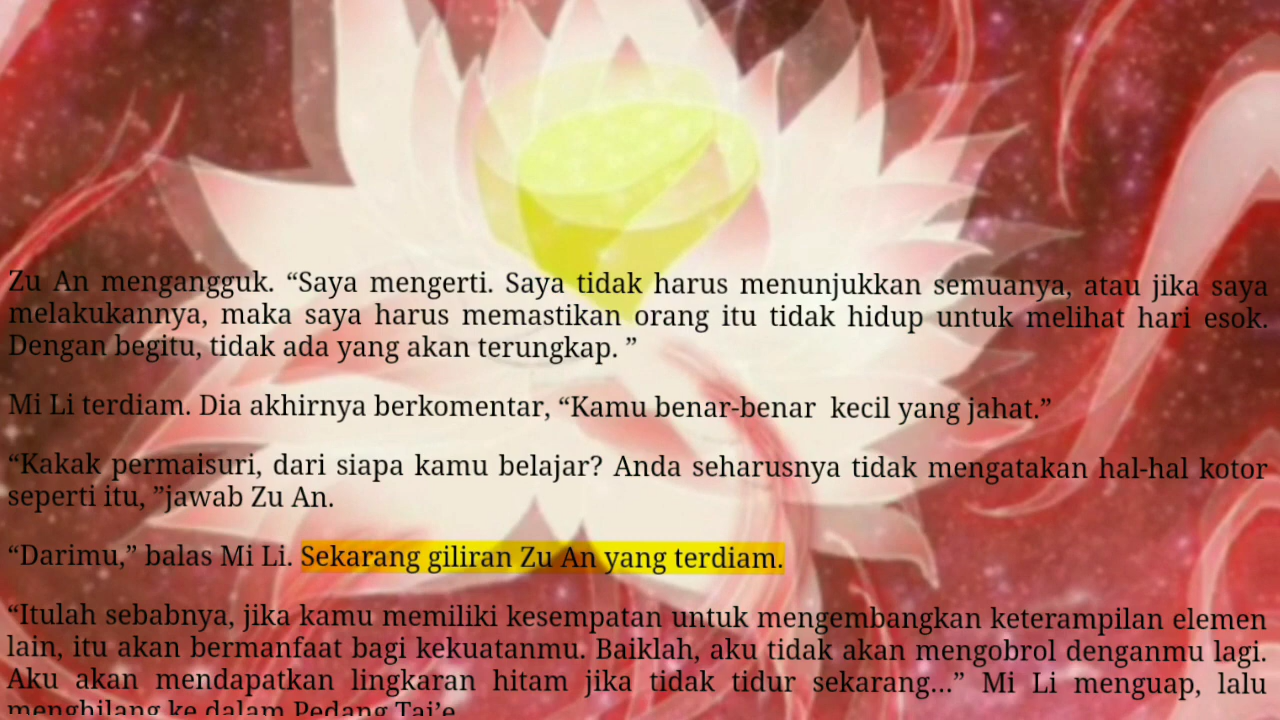 Zu An mengangguk. “Saya mengerti. Saya tidak harus menunjukkan semuanya, atau jika saya
melakukannya, maka saya harus memastikan orang itu tidak hidup untuk melihat hari esok.
Dengan begitu, tidak ada yang akan terungkap. ”
Mi Li terdiam. Dia akhirnya berkomentar, “Kamu benar-benar  kecil yang jahat.”
“Kakak permaisuri, dari siapa kamu belajar? Anda seharusnya tidak mengatakan hal-hal kotor
seperti itu, ”jawab Zu An.
“Darimu,” balas Mi Li. Sekarang giliran Zu An yang terdiam.
“Itulah sebabnya, jika kamu memiliki kesempatan untuk mengembangkan keterampilan elemen
lain, itu akan bermanfaat bagi kekuatanmu. Baiklah, aku tidak akan mengobrol denganmu lagi.
Aku akan mendapatkan lingkaran hitam jika tidak tidur sekarang…” Mi Li menguap, lalu
menghilang ke dalam Pedang Tai’e.